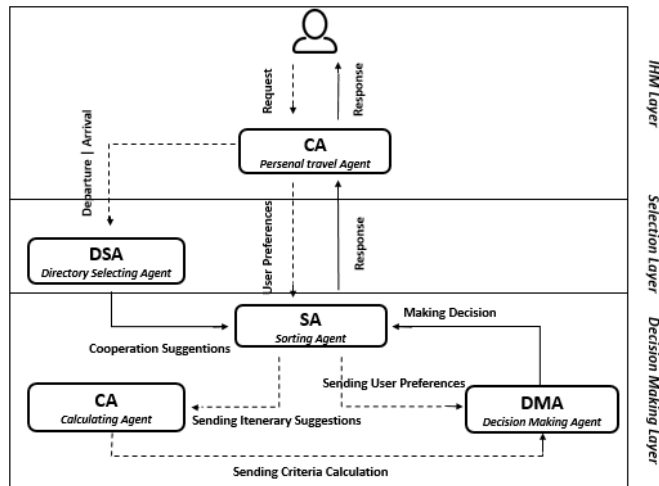 Request
Response
IHM Layer
CA
Persenal travel Agent
Departure | Arrival
User Preferences
Response
Selection Layer
DSA
Directory Selecting Agent
SA
Sorting Agent
Making Decision
Cooperation Suggestions
Decision Making Layer
Sending User Preferences
CA
Calculating Agent
Sending Itenerary Suggestions
DMA
Decision Making Agent
Sending Criteria Calculation